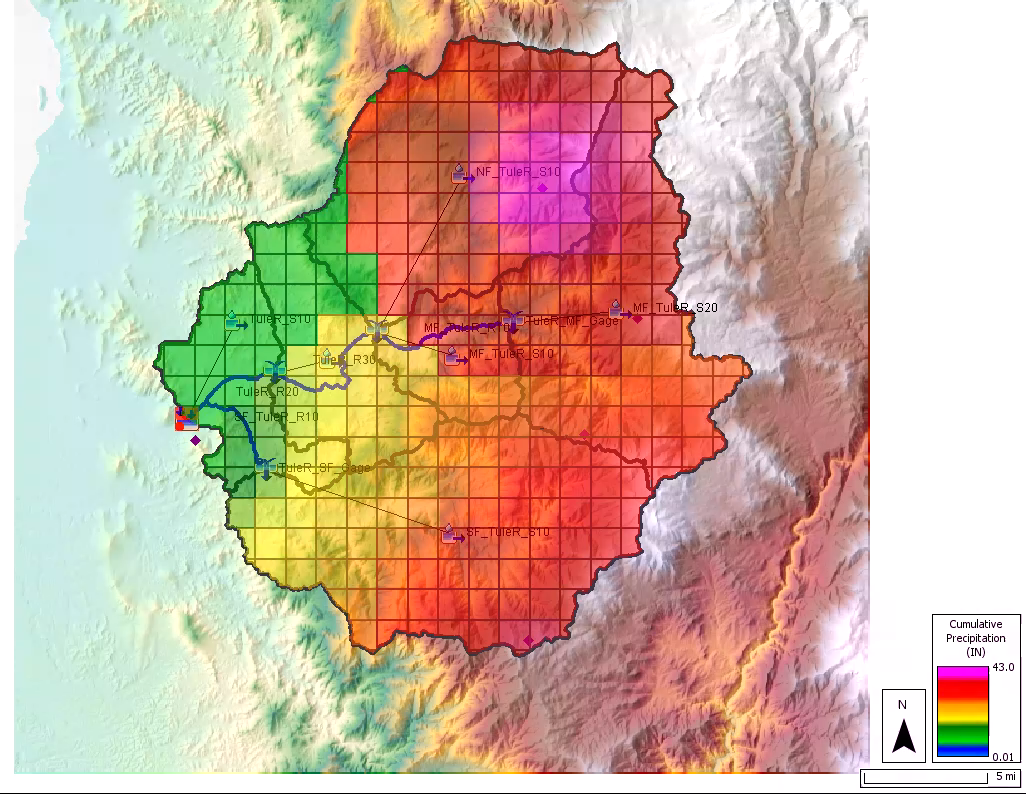 NF_TuleR_S10
MF_TuleR_S20
TuleR_S10
TuleR_MF_Gage
MF_TuleR_R10
MF_TuleR_S10
TuleR_R30
TuleR_R20
SF_TuleR_R10
TuleR_SF_Gage
SF_TuleR_S10
Cumulative
Precipitation
(IN)
43.0
0.01
N
5 mi